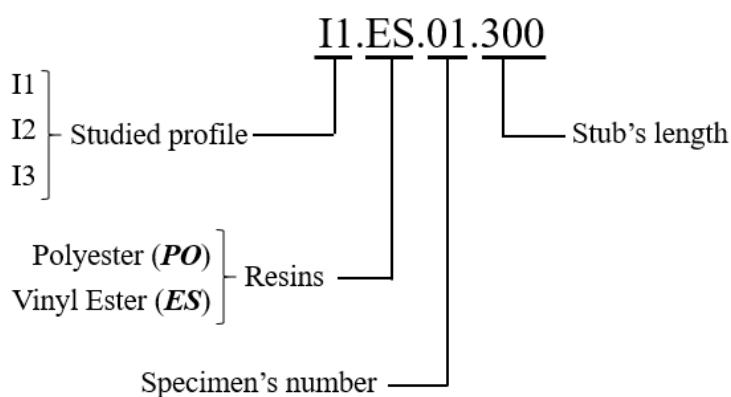 I1.ES.01.300
I1
I2
I3
Studied profile
Stub's length
Polyester (PO)
Vinyl Ester (ES)
Resins
Specimen's number